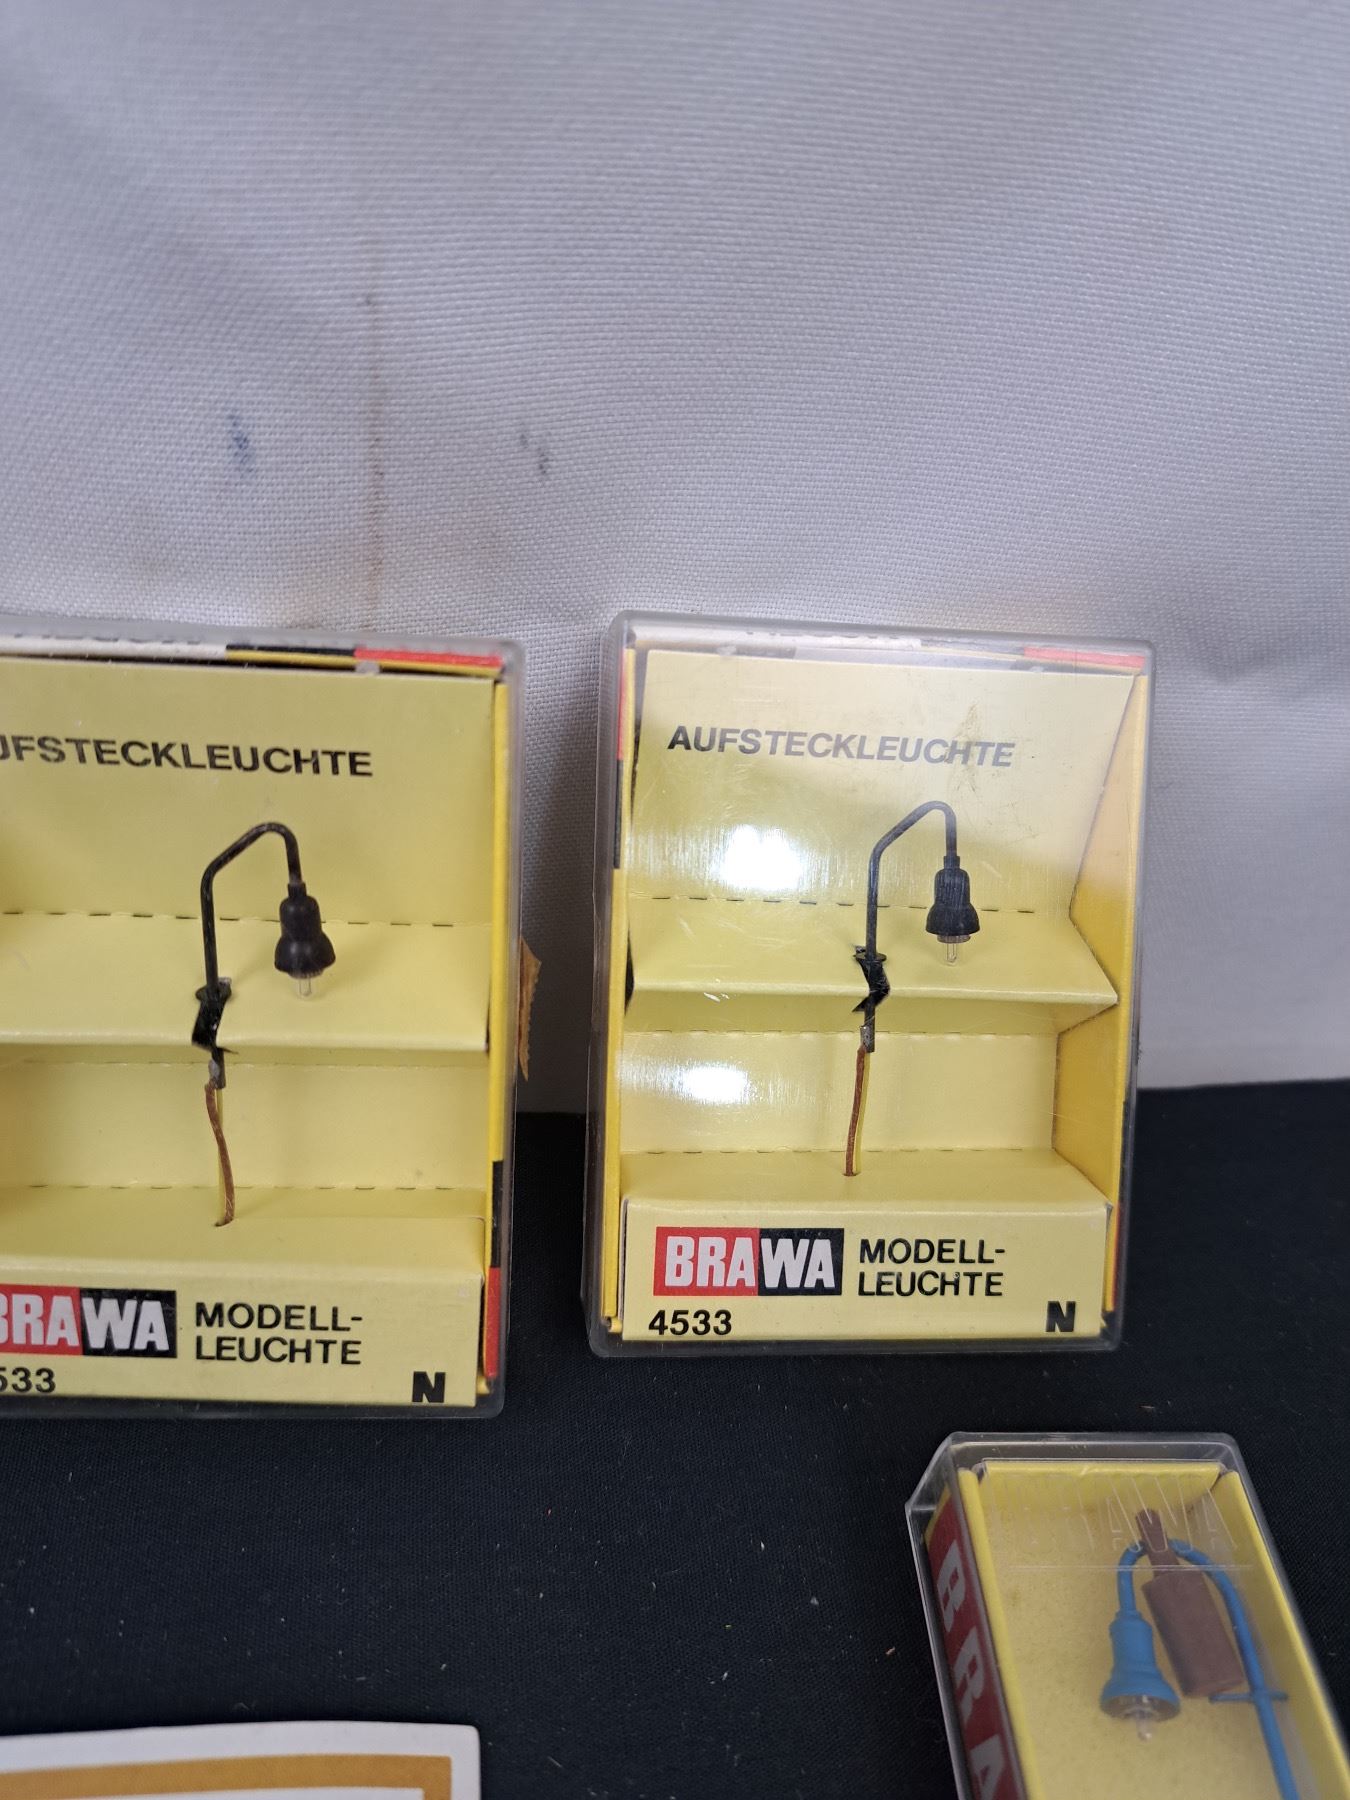 UFSTECKLEUCHTE
BRAWA MODELL-
LEUCHTE
533
N
AUFSTECKLEUCHTE
BRAWA MODELL-
LEUCHTE
4533
N
BRAWA
BRA